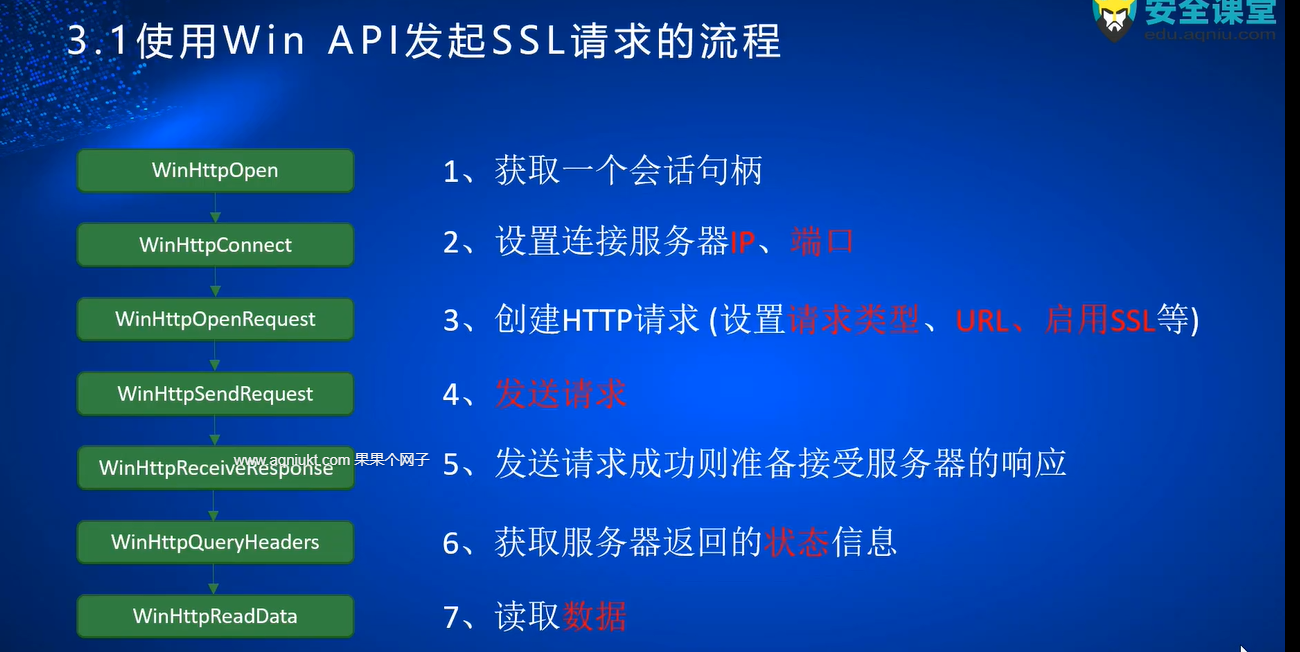 安全课堂
edu.aqniu.com
3.1使用Win API发起SSL请求的流程
WinHttpOpen
1、获取一个会话句柄
WinHttpConnect
2、设置连接服务器IP、端口
WinHttpOpenRequest
3、创建HTTP请求 (设置请求类型、URL、启用SSL等)
WinHttpSendRequest
4、发送请求
WinHttpReceiveResponse
www.aqniukt.com 果果个网子
5、发送请求成功则准备接受服务器的响应
WinHttpQueryHeaders
6、获取服务器返回的状态信息
WinHttpReadData
7、读取数据